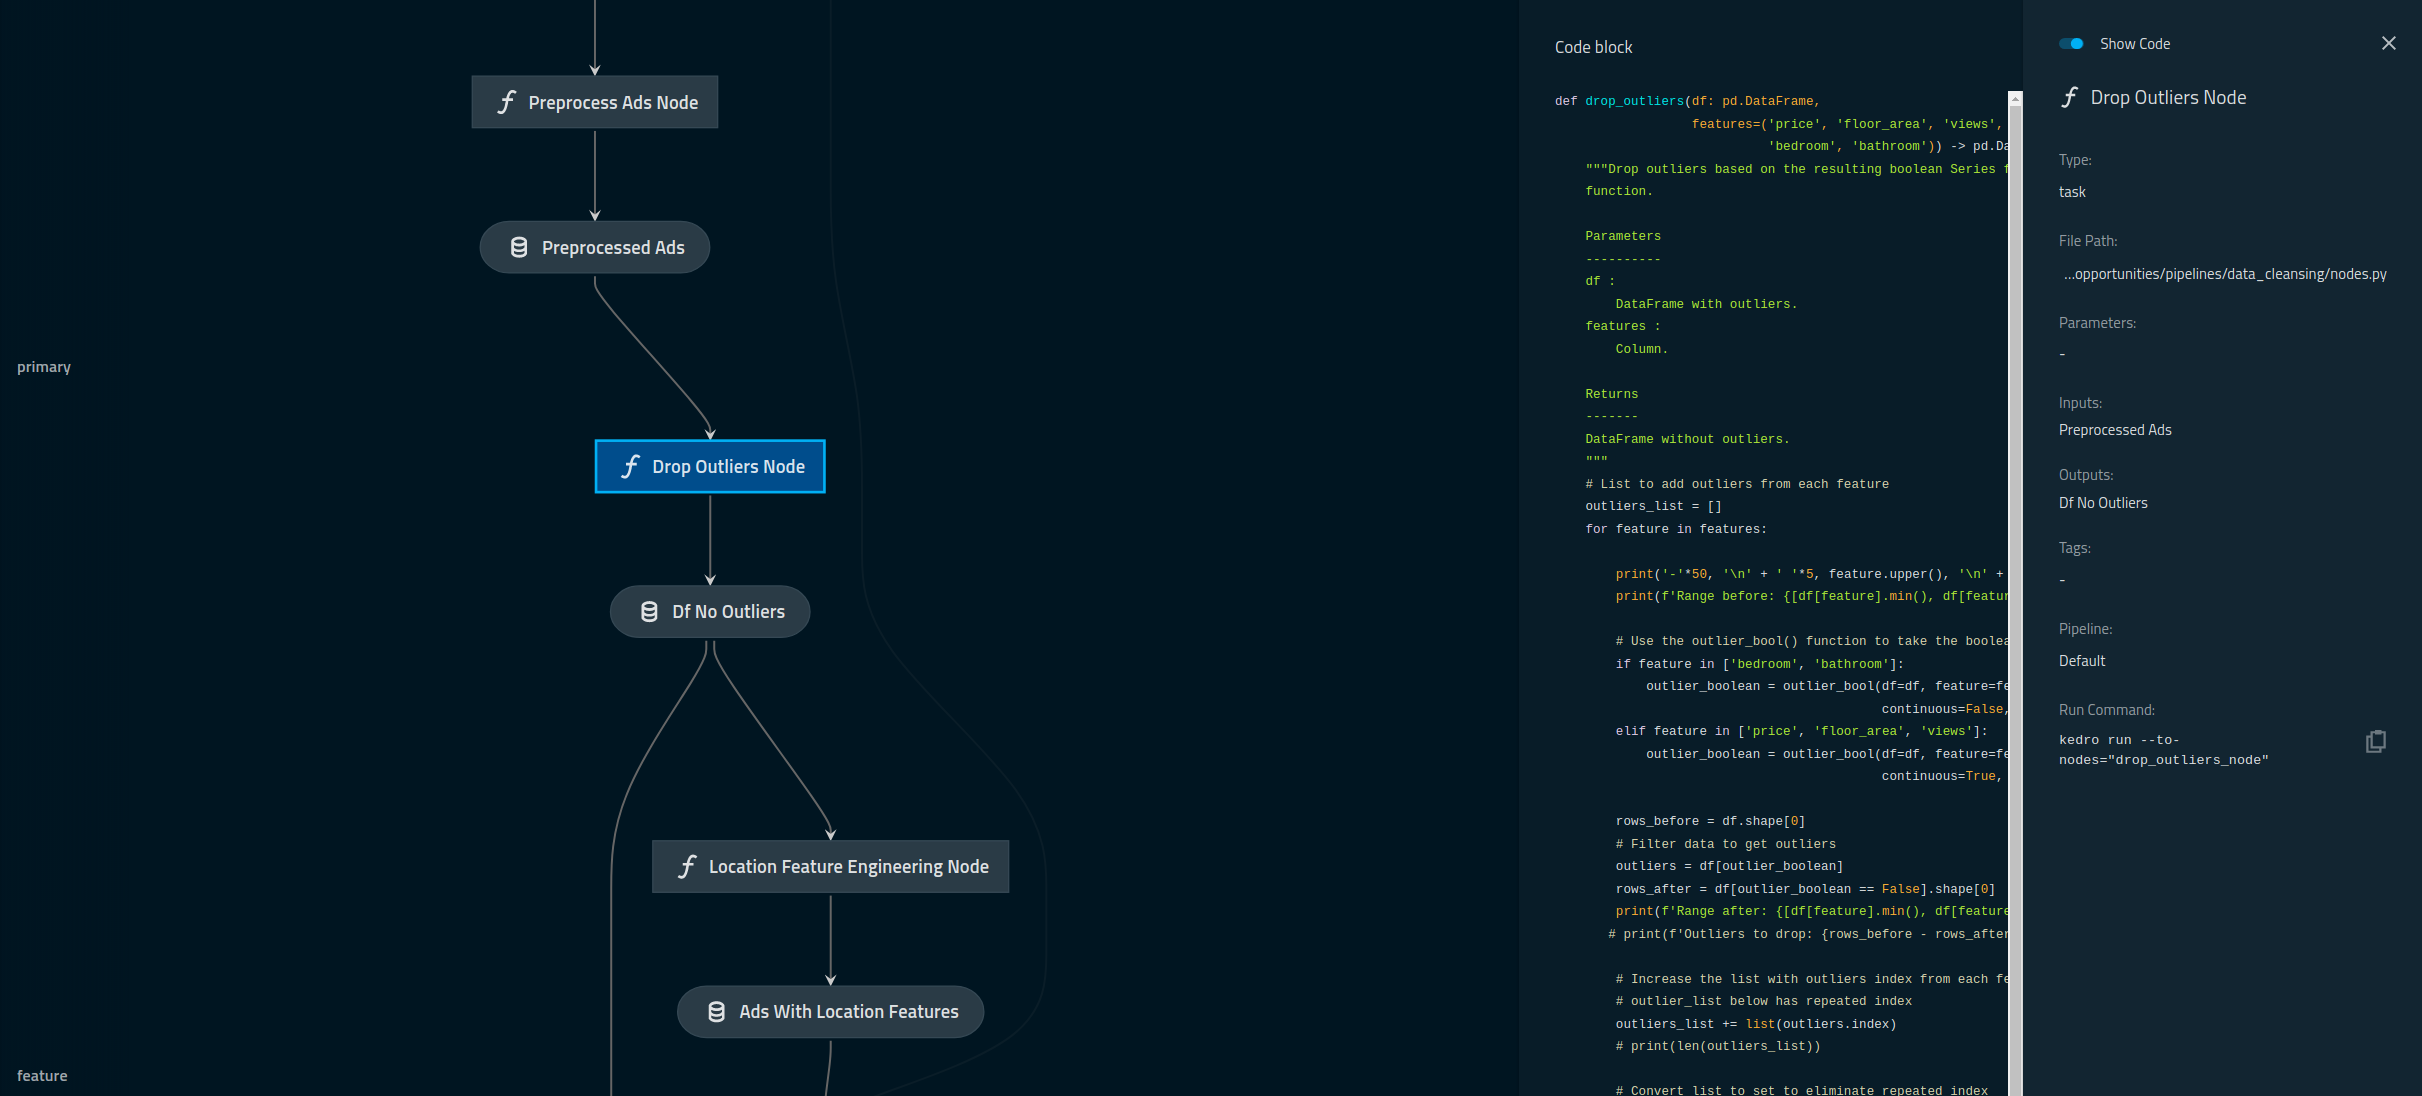 Preprocess Ads Node
Preprocessed Ads
primary
Drop Outliers Node
Df No Outliers
Location Feature Engineering Node
Ads With Location Features
feature
Code block
def drop_outliers(df: pd.DataFrame,
features=('price', 'floor_area', 'views',
'bedroom', 'bathroom')) -> pd.Da
"""Drop outliers based on the resulting boolean Series f
function.
Parameters
----------
df :
DataFrame with outliers.
features :
Column.
Returns
-------
DataFrame without outliers.
"""
# List to add outliers from each feature
outliers_list = []
for feature in features:
print('-'*50, '\n' + ' '*5, feature.upper(), '\n' +
print(f'Range before: {[df[feature].min(), df[featur
# Use the outlier_bool() function to take the boolea
if feature in ['bedroom', 'bathroom']:
outlier_boolean = outlier_bool(df=df, feature=fe
continuous=False,
elif feature in ['price', 'floor_area', 'views']:
outlier_boolean = outlier_bool(df=df, feature=fe
continuous=True,
rows_before = df.shape[0]
# Filter data to get outliers
outliers = df[outlier_boolean]
rows_after = df[outlier_boolean == False].shape[0]
print(f'Range after: {[df[feature].min(), df[feature
# print(f'Outliers to drop: {rows_before - rows_after
# Increase the list with outliers index from each fe
# outlier_list below has repeated index
outliers_list += list(outliers.index)
# print(len(outliers_list))
# Convert list to set to eliminate repeated index
Show Code
Drop Outliers Node
Type:
task
File Path:
...opportunities/pipelines/data_cleansing/nodes.py
Parameters:
-
Inputs:
Preprocessed Ads
Outputs:
Df No Outliers
Tags:
-
Pipeline:
Default
Run Command:
kedro run --to-
nodes="drop_outliers_node"